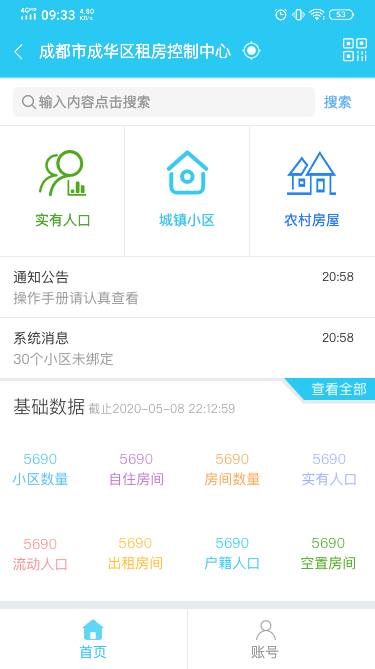 4G HD 09:33 4.80 KB/s 53
成都市成华区租房控制中心
输入内容点击搜索 搜索
实有人口 城镇小区 农村房屋
通知公告 20:58
操作手册请认真查看
系统消息 20:58
30个小区未绑定
查看全部
基础数据 截止2020-05-08 22:12:59
5690 5690 5690 5690
小区数量 自住房间 房间数量 实有人口
5690 5690 5690 5690
流动人口 出租房间 户籍人口 空置房间
首页 账号